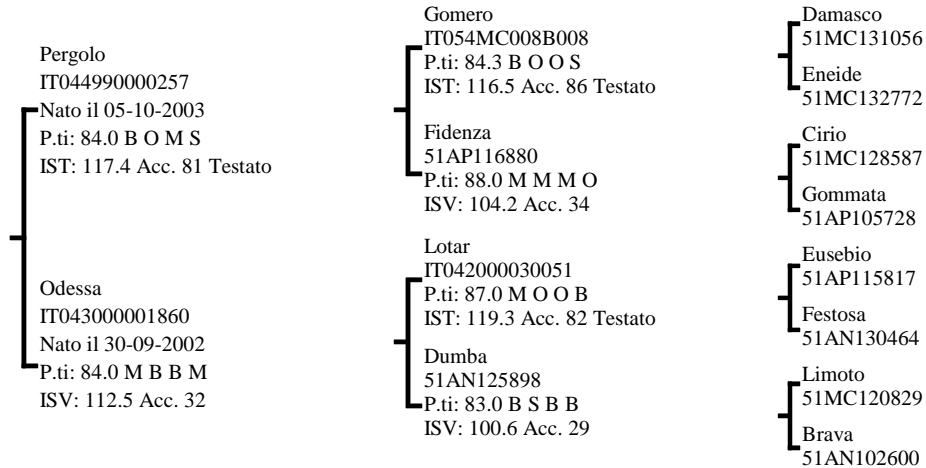 Pergolo
IT044990000257
Nato il 05-10-2003
P.ti: 84.0 B O M S
IST: 117.4 Acc. 81 Testato
Odessa
IT043000001860
Nato il 30-09-2002
P.ti: 84.0 M B B M
ISV: 112.5 Acc. 32
Gomero
IT054MC008B008
P.ti: 84.3 B O O S
IST: 116.5 Acc. 86 Testato
Fidenza
51AP116880
P.ti: 88.0 M M M O
ISV: 104.2 Acc. 34
Lotar
IT042000030051
P.ti: 87.0 M O O B
IST: 119.3 Acc. 82 Testato
Dumba
51AN125898
P.ti: 83.0 B S B B
ISV: 100.6 Acc. 29
Damasco
51MC131056
Eneide
51MC132772
Cirio
51MC128587
Gommata
51AP105728
Eusebio
51AP115817
Festosa
51AN130464
Limoto
51MC120829
Brava
51AN102600